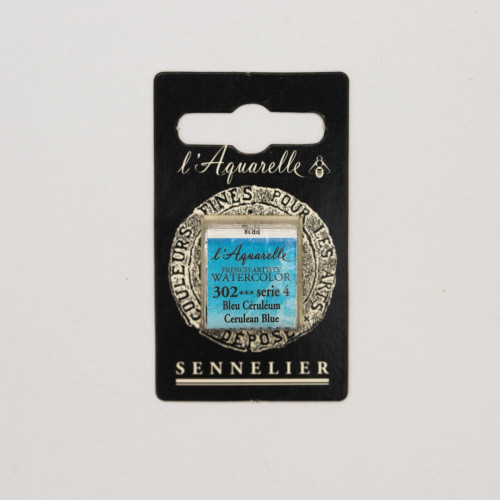 l'Aquarelle
COULEURS FINES POUR LES ARTS
l'Aquarelle
FRENCH ARTISTS'
WATERCOLOR
302*** serie 4
Bleu Céruléum
Cerulean Blue
DÉPOSÉ
SENNELIER